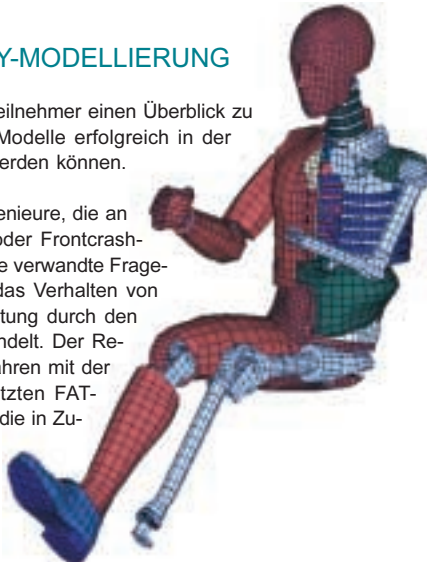 Y-MODELLIERUNG
eilnehmer einen Überblick zu
Modelle erfolgreich in der
erden können.
enieure, die an
oder Frontcrash-
e verwandte Frage-
das Verhalten von
tung durch den
ndelt. Der Re-
ahren mit der
tzten FAT-
die in Zu-